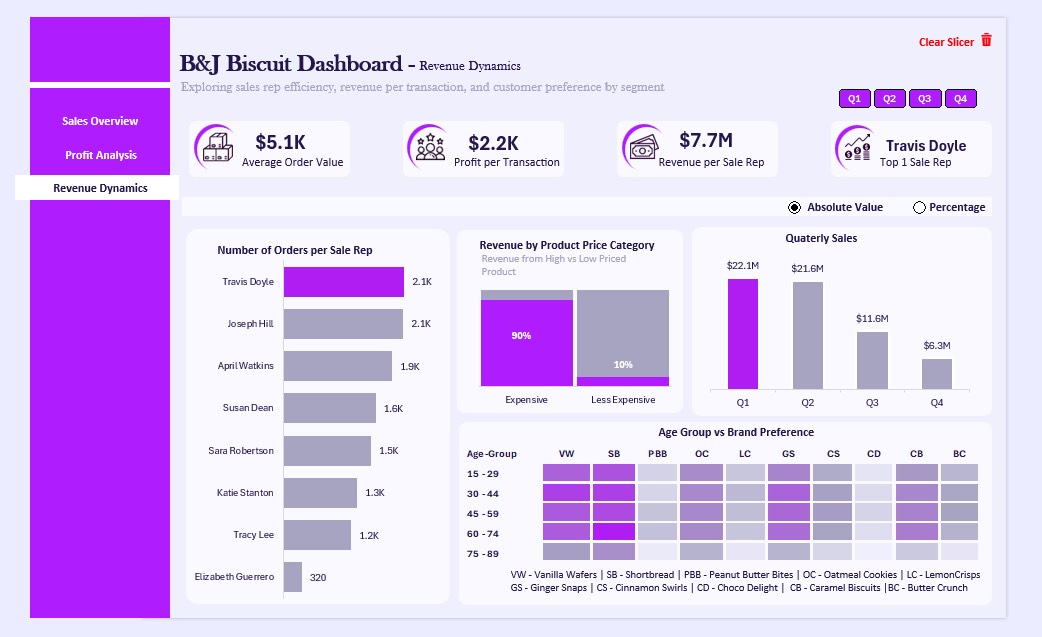 Clear Slicer
B&J Biscuit Dashboard - Revenue Dynamics
Exploring sales rep efficiency, revenue per transaction, and customer preference by segment
Q1 Q2 Q3 Q4
Sales Overview
Profit Analysis
Revenue Dynamics
$5.1K
Average Order Value
$2.2K
Profit per Transaction
$7.7M
Revenue per Sale Rep
Travis Doyle
Top 1 Sale Rep
Absolute Value Percentage
Number of Orders per Sale Rep
Travis Doyle 2.1K
Joseph Hill 2.1K
April Watkins 1.9K
Susan Dean 1.6K
Sara Robertson 1.5K
Katie Stanton 1.3K
Tracy Lee 1.2K
Elizabeth Guerrero 320
Revenue by Product Price Category
Revenue from High vs Low Priced
Product
90%
10%
Expensive Less Expensive
Quaterly Sales
$22.1M
$21.6M
$11.6M
$6.3M
Q1 Q2 Q3 Q4
Age Group vs Brand Preference
Age-Group VW SB PBB OC LC GS CS CD CB BC
15 - 29
30 - 44
45 - 59
60 - 74
75 - 89
VW - Vanilla Wafers | SB - Shortbread | PBB - Peanut Butter Bites | OC - Oatmeal Cookies | LC - LemonCrisps
GS - Ginger Snaps | CS - Cinnamon Swirls | CD - Choco Delight | CB - Caramel Biscuits |BC - Butter Crunch